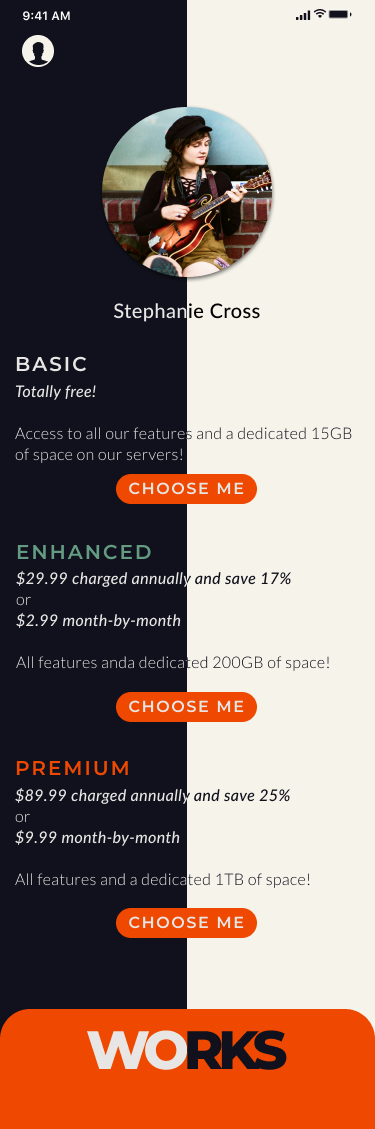 9:41 AM
Stephanie Cross
BASIC
Totally free!
Access to all our features and a dedicated 15GB
of space on our servers!
CHOOSE ME
ENHANCED
$29.99 charged annually and save 17%
or
$2.99 month-by-month
All features anda dedicated 200GB of space!
CHOOSE ME
PREMIUM
$89.99 charged annually and save 25%
or
$9.99 month-by-month
All features and a dedicated 1TB of space!
CHOOSE ME
WORKS